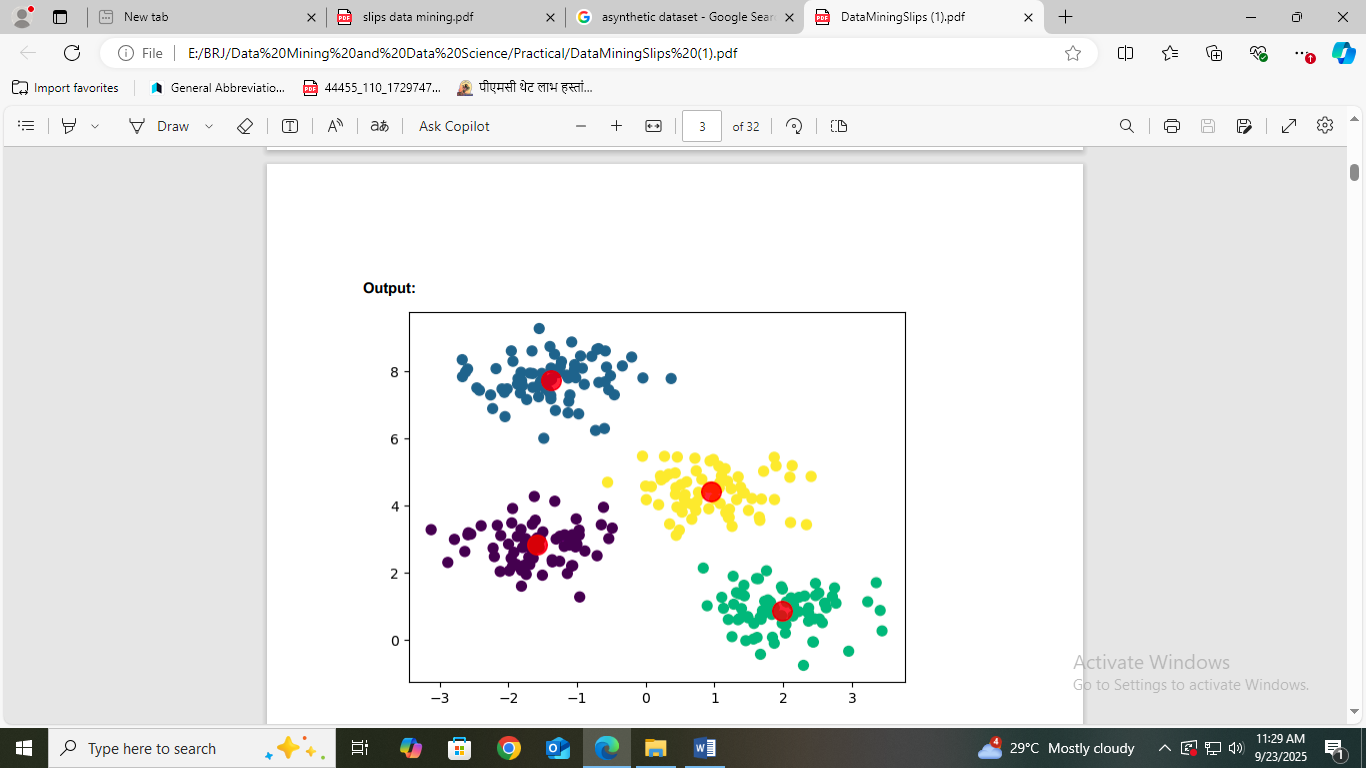 New tab
slips data mining.pdf
asynthetic dataset - Google Sear
DataMiningSlips (1).pdf
File
E:/BRJ/Data%20Mining%20and%20Data%20Science/Practical/DataMiningSlips%20(1).pdf
Import favorites
General Abbreviatio...
PDF
44455_110_1729747...
पीएमसी थेट लाभ हस्तां...
Draw
Ask Copilot
3
of 32
Output:
8
6
4
2
0
−3
−2
−1
0
1
2
3
Activate Windows
Go to Settings to activate Windows.
Type here to search
4
29°C Mostly cloudy
11:29 AM
9/23/2025
1